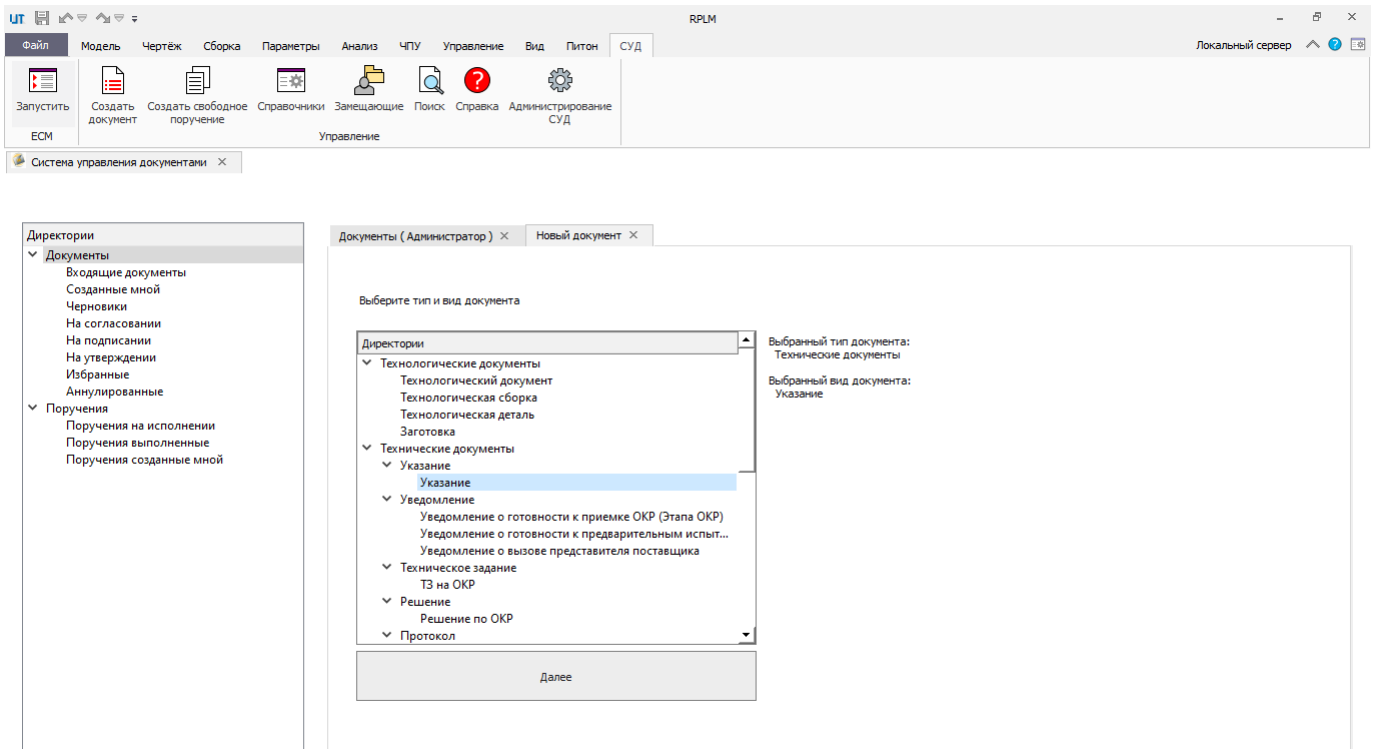 UT RPLM
Файл Модель Чертёж Сборка Параметры Анализ ЧПУ Управление Вид Питон СУД Локальный сервер ?
Запустить Создать документ Создать свободное поручение Справочники Замещающие Поиск ? Справка Администрирование СУД
ECM Управление
Система управления документами
Директории
Документы
Входящие документы
Созданные мной
Черновики
На согласовании
На подписании
На утверждении
Избранные
Аннулированные
Поручения
Поручения на исполнении
Поручения выполненные
Поручения созданные мной
Документы ( Администратор ) Новый документ
Выберите тип и вид документа
Директории
Технологические документы
Технологический документ
Технологическая сборка
Технологическая деталь
Заготовка
Технические документы
Указание
Указание
Уведомление
Уведомление о готовности к приемке ОКР (Этапа ОКР)
Уведомление о готовности к предварительным испыт...
Уведомление о вызове представителя поставщика
Техническое задание
ТЗ на ОКР
Решение
Решение по ОКР
Протокол
Далее
Выбранный тип документа:
Технические документы
Выбранный вид документа:
Указание